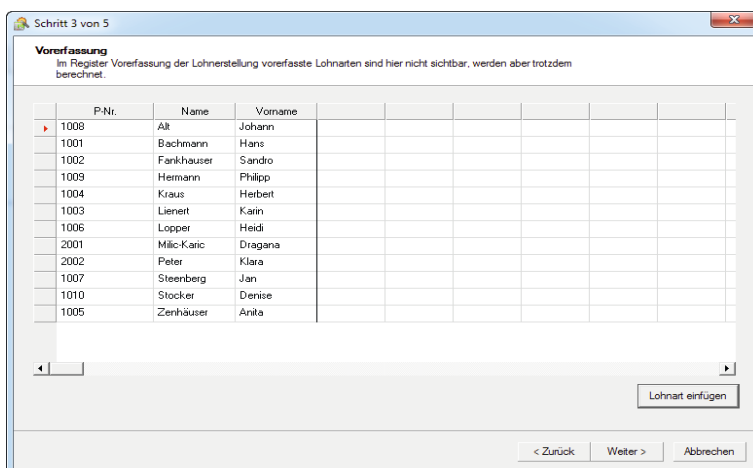 Schritt 3 von 5
Vorerfassung
Im Register Vorerfassung der Lohnerstellung vorerfasste Lohnarten sind hier nicht sichtbar, werden aber trotzdem
berechnet.
P-Nr. Name Vorname
1008 Alt Johann
1001 Bachmann Hans
1002 Fankhauser Sandro
1009 Hermann Philipp
1004 Kraus Herbert
1003 Lienert Karin
1006 Lopper Heidi
2001 Milic-Karic Dragana
2002 Peter Klara
1007 Steenberg Jan
1010 Stocker Denise
1005 Zenhäuser Anita
Lohnart einfügen
< Zurück Weiter > Abbrechen